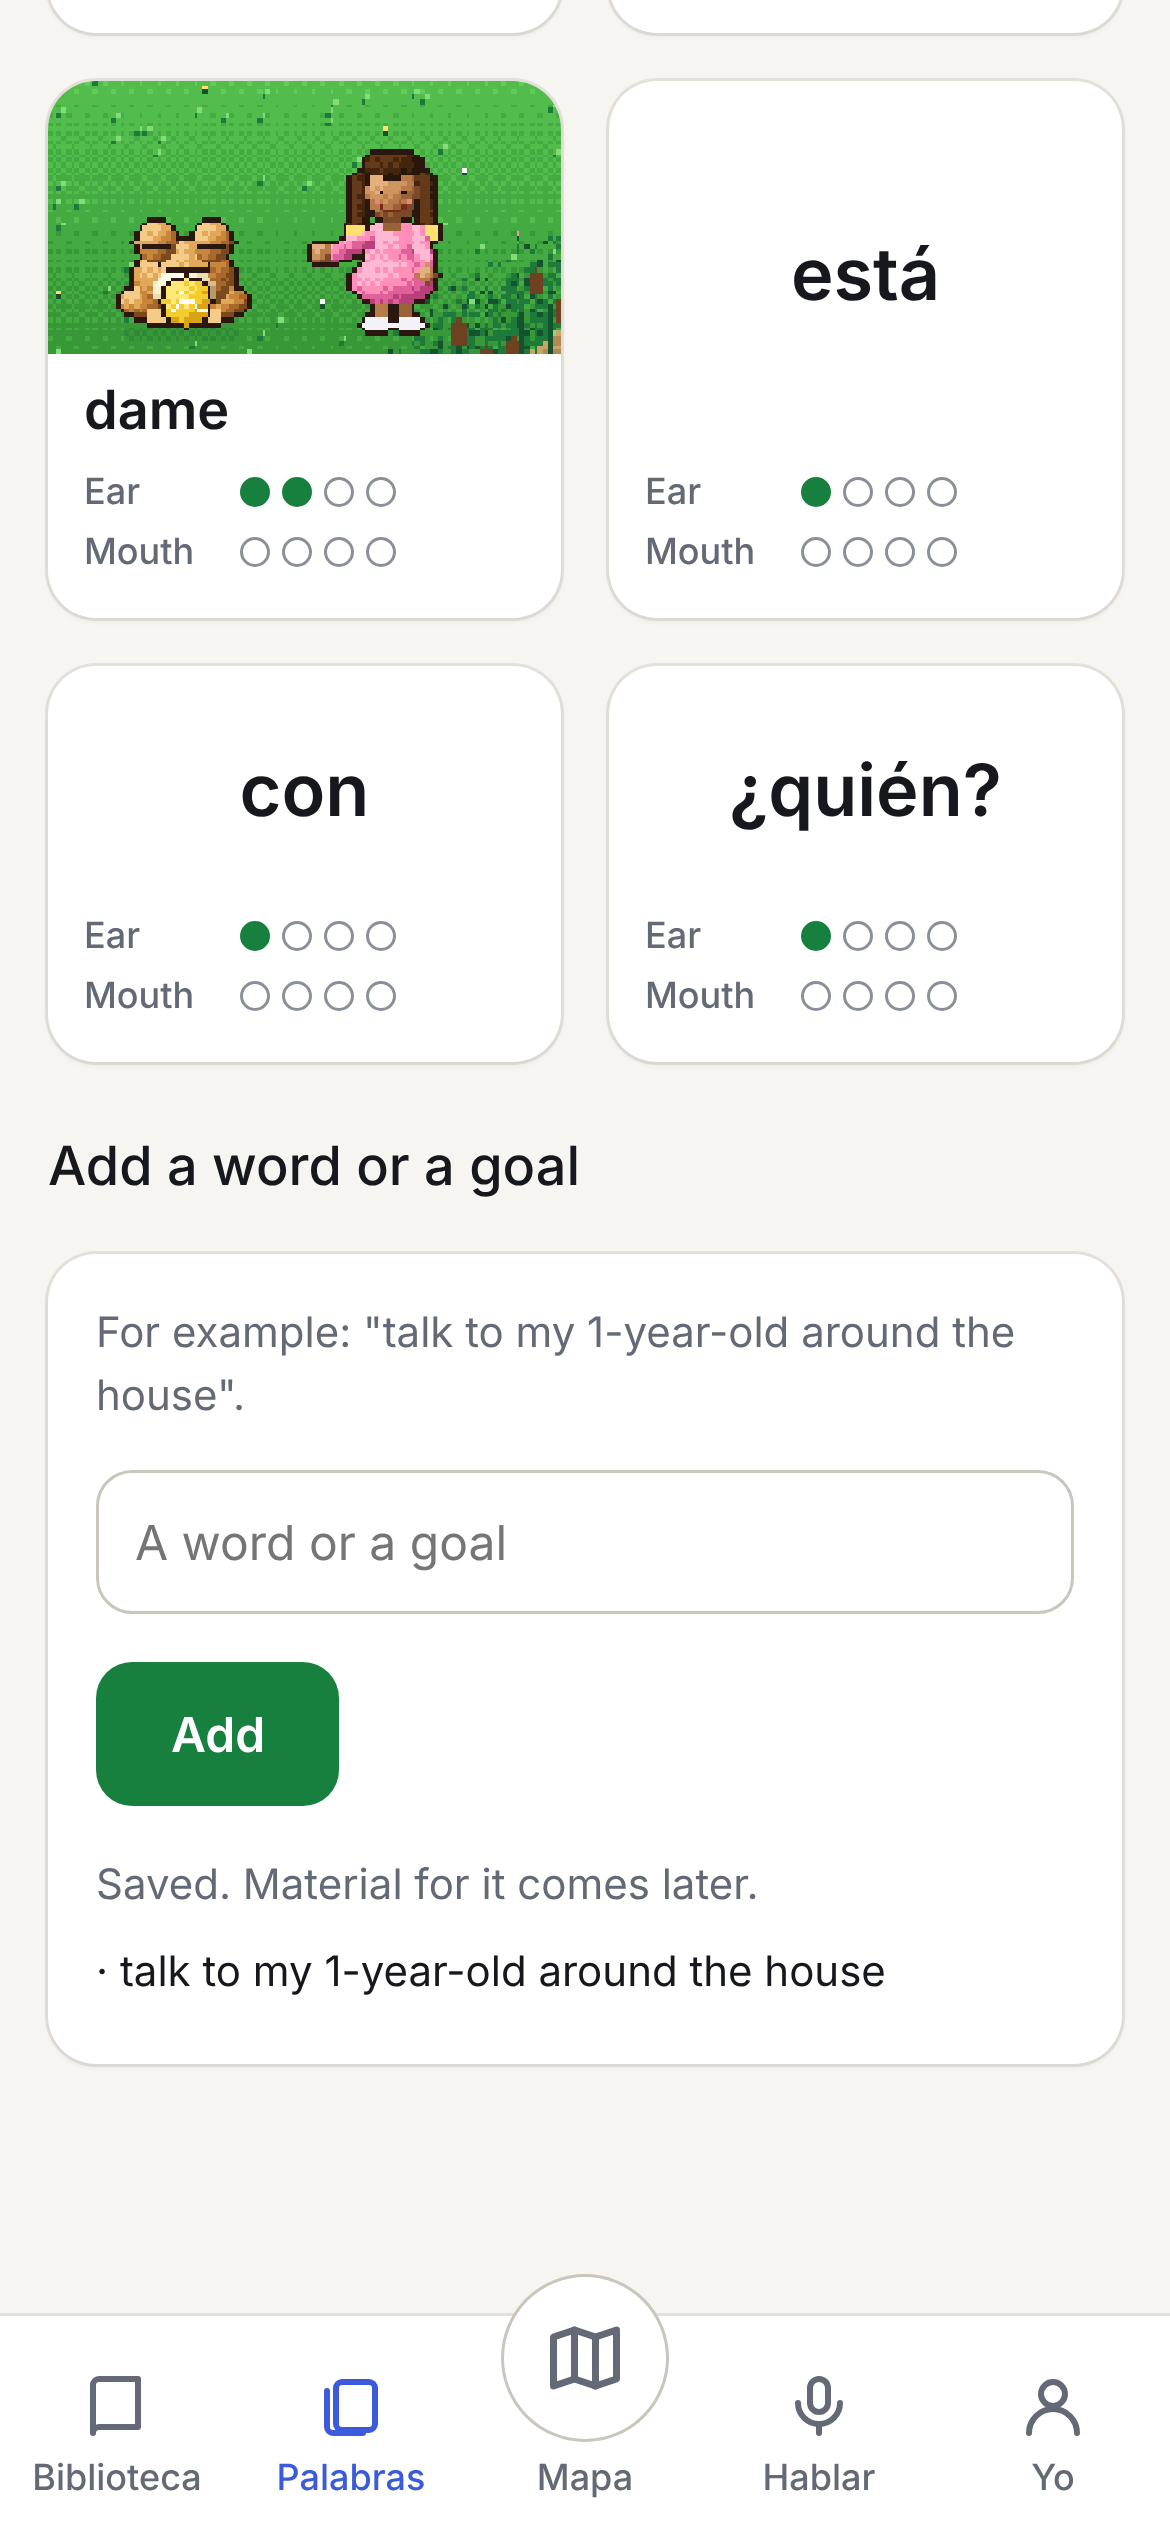 dame
Ear
Mouth
está
Ear
Mouth
con
Ear
Mouth
¿quién?
Ear
Mouth
Add a word or a goal
For example: "talk to my 1-year-old around the
house".
A word or a goal
Add
Saved. Material for it comes later.
· talk to my 1-year-old around the house
Biblioteca
Palabras
Mapa
Hablar
Yo